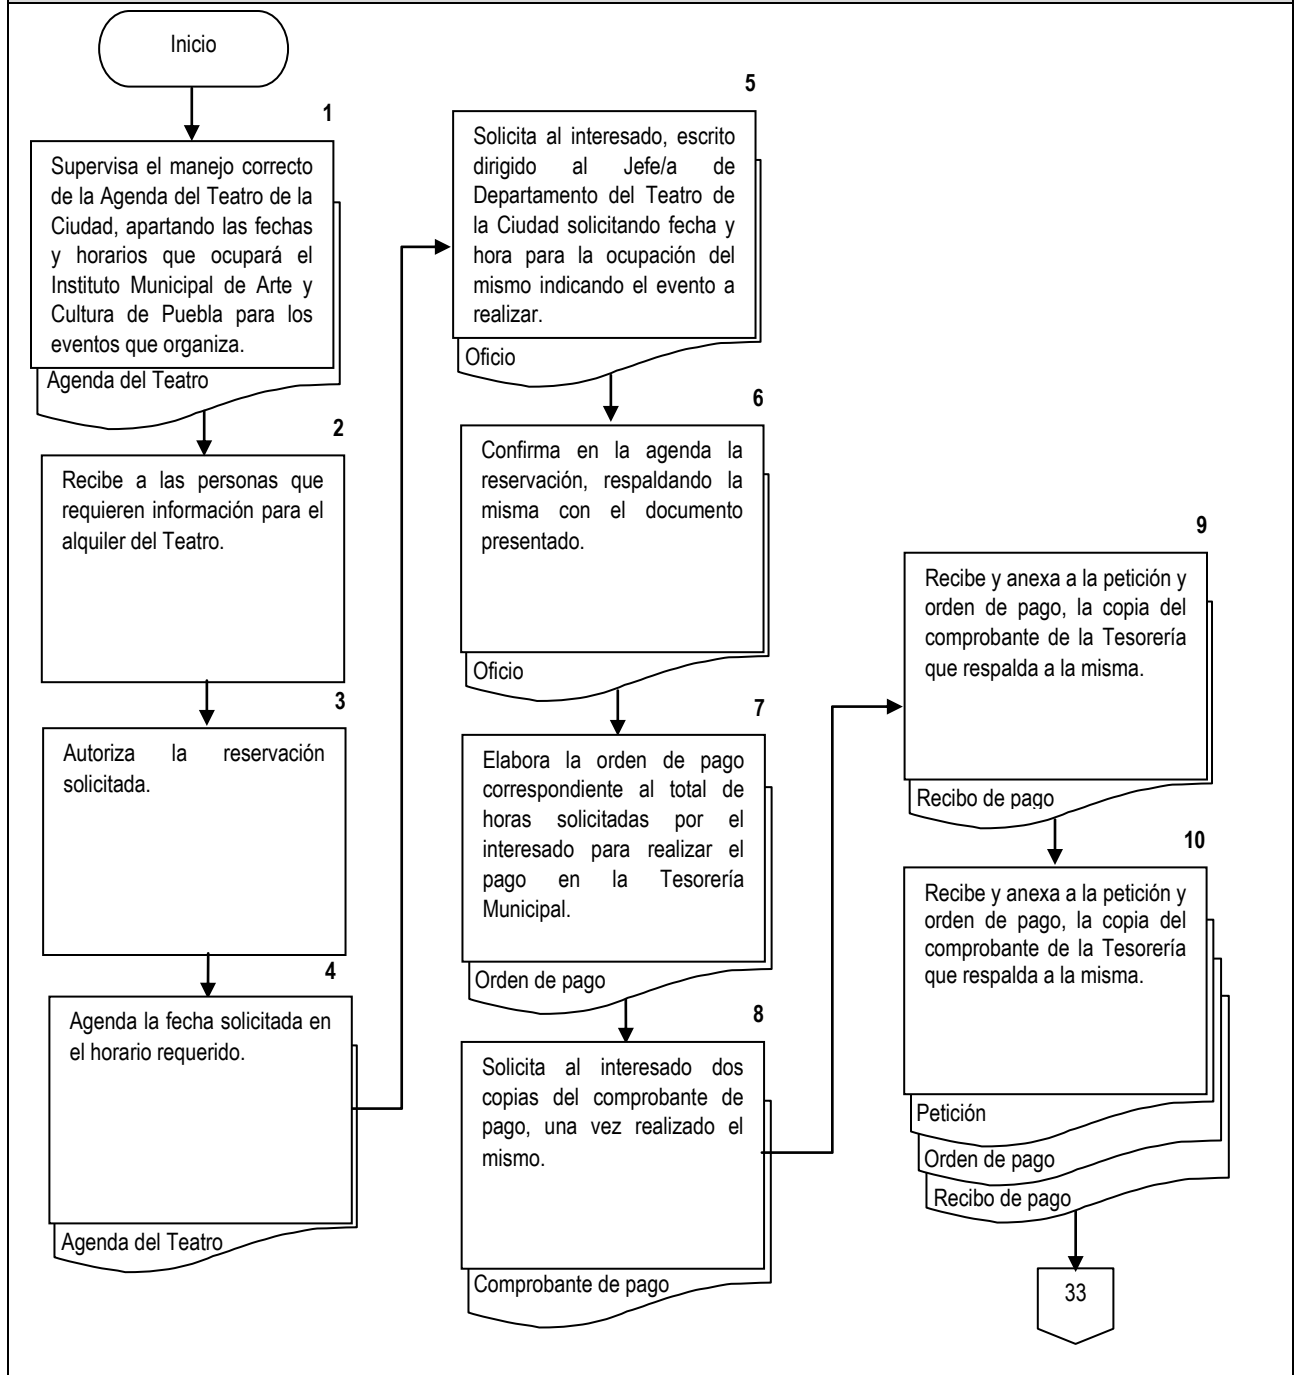 Inicio
1
Supervisa el manejo correcto
de la Agenda del Teatro de la
Ciudad, apartando las fechas
y horarios que ocupará el
Instituto Municipal de Arte y
Cultura de Puebla para los
eventos que organiza.
Agenda del Teatro
2
Recibe a las personas que
requieren información para el
alquiler del Teatro.
3
Autoriza la reservación
solicitada.
4
Agenda la fecha solicitada en
el horario requerido.
Agenda del Teatro
5
Solicita al interesado, escrito
dirigido al Jefe/a de
Departamento del Teatro de
la Ciudad solicitando fecha y
hora para la ocupación del
mismo indicando el evento a
realizar.
Oficio
6
Confirma en la agenda la
reservación, respaldando la
misma con el documento
presentado.
Oficio
7
Elabora la orden de pago
correspondiente al total de
horas solicitadas por el
interesado para realizar el
pago en la Tesorería
Municipal.
Orden de pago
8
Solicita al interesado dos
copias del comprobante de
pago, una vez realizado el
mismo.
Comprobante de pago
9
Recibe y anexa a la petición y
orden de pago, la copia del
comprobante de la Tesorería
que respalda a la misma.
Recibo de pago
10
Recibe y anexa a la petición y
orden de pago, la copia del
comprobante de la Tesorería
que respalda a la misma.
Petición
Orden de pago
Recibo de pago
33